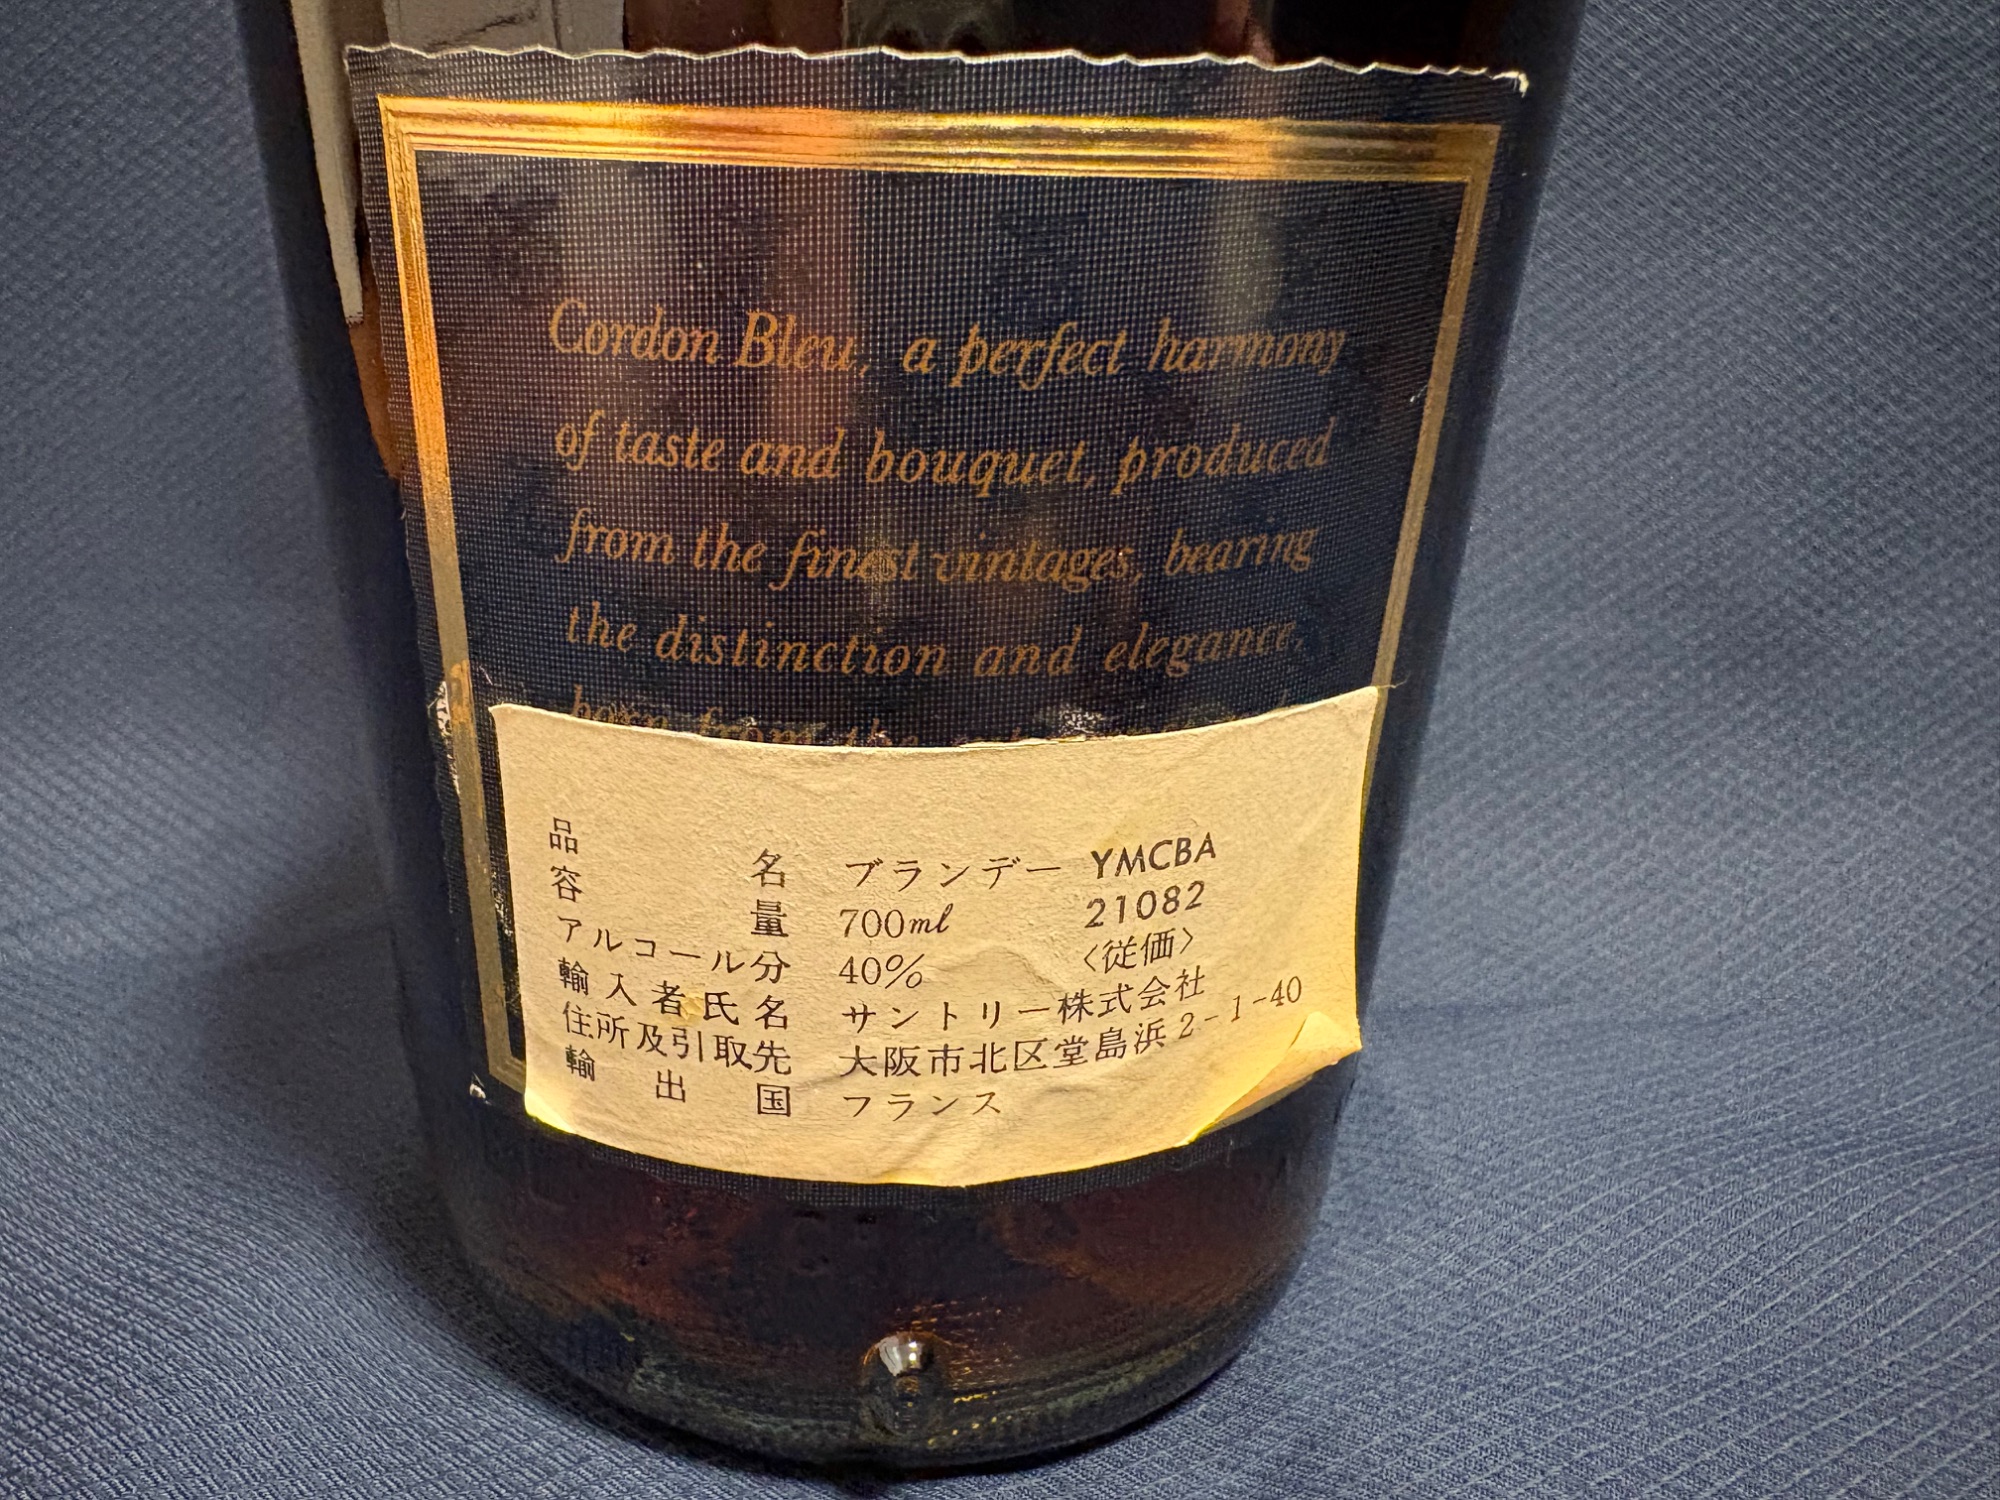 Cordon Bleu, a perfect harmony
of taste and bouquet, produced
from the finest vintages, bearing
the distinction and elegance,
born from the
品名 ブランデー YMCBA
容量 700ml 21082
アルコール分 40% 〈従価〉
輸入者氏名 サントリー株式会社
住所及引取先 大阪市北区堂島浜2-1-40
輸出国 フランス